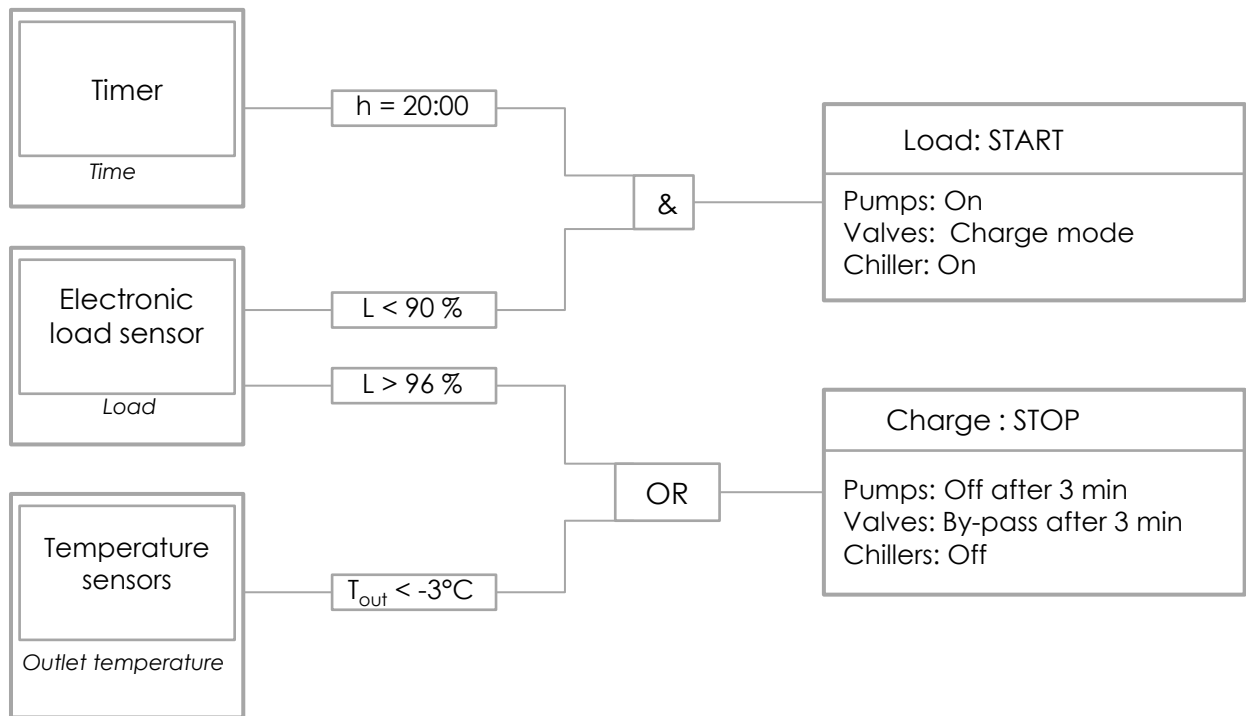 Timer
Time
h = 20:00
&
Load: START
Pumps: On
Valves:  Charge mode
Chiller: On
Electronic
load sensor
Load
L < 90 %
L > 96 %
OR
Charge : STOP
Pumps: Off after 3 min
Valves: By-pass after 3 min
Chillers: Off
Temperature
sensors
Outlet temperature
Tout < -3°C